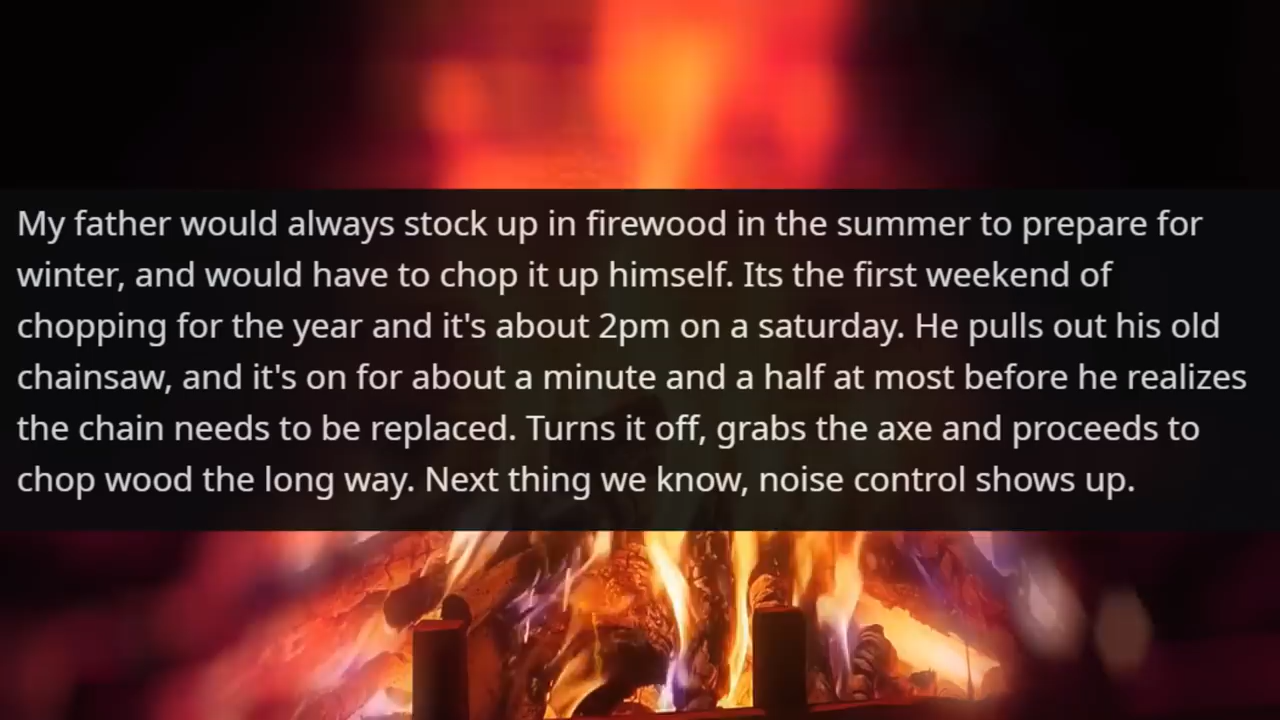 My father would always stock up in firewood in the summer to prepare for
winter, and would have to chop it up himself. Its the first weekend of
chopping for the year and it's about 2pm on a saturday. He pulls out his old
chainsaw, and it's on for about a minute and a half at most before he realizes
the chain needs to be replaced. Turns it off, grabs the axe and proceeds to
chop wood the long way. Next thing we know, noise control shows up.